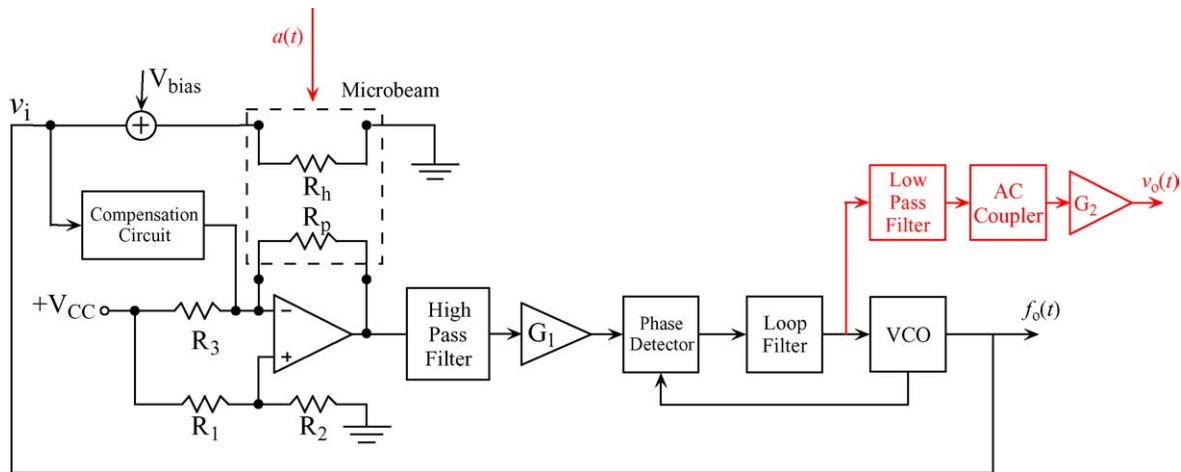 a(t)
V_bias
Microbeam
v_i
+
R_h
Compensation
Circuit
R_p
Low
Pass
Filter
AC
Coupler
G_2
v_o(t)
+V_CC
R_3
−
+
High
Pass
Filter
G_1
Phase
Detector
Loop
Filter
VCO
f_o(t)
R_1
R_2